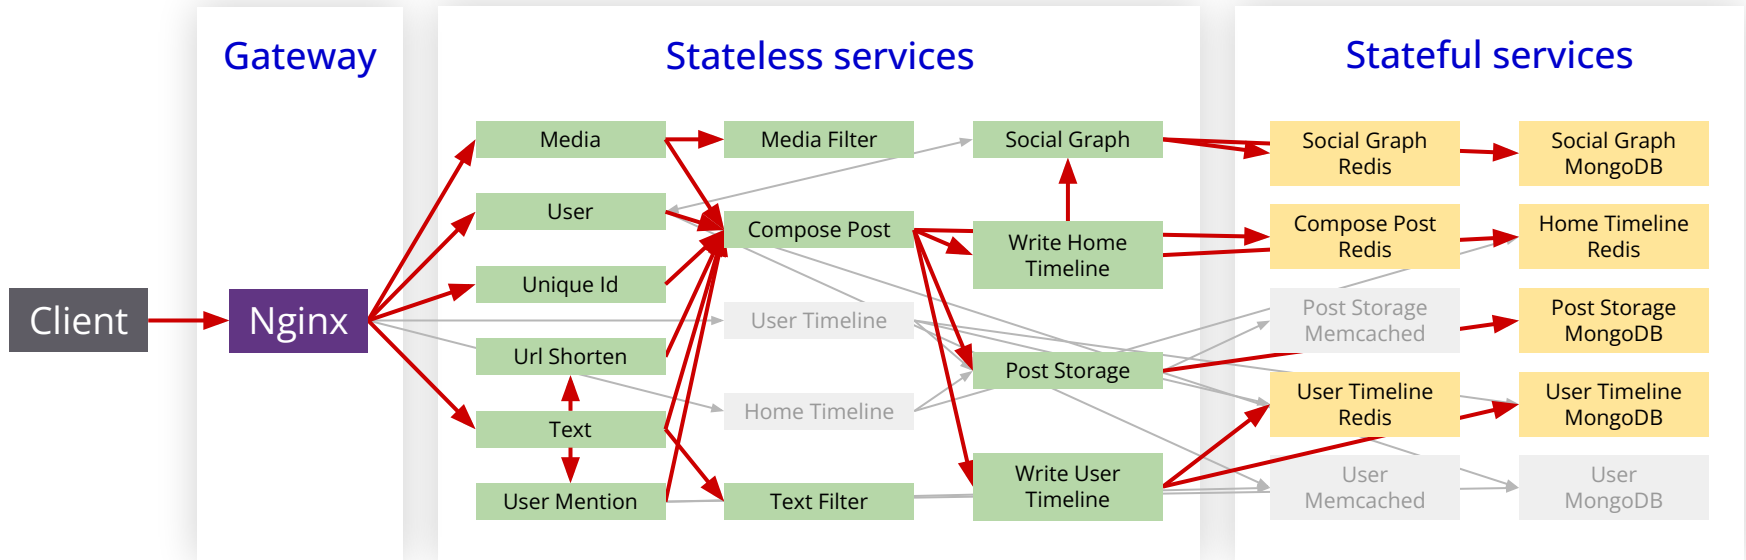 Gateway
Stateless services
Stateful services
Client
Nginx
Media
User
Unique Id
Url Shorten
Text
User Mention
Media Filter
Compose Post
User Timeline
Home Timeline
Text Filter
Social Graph
Write Home
Timeline
Post Storage
Write User
Timeline
Social Graph
Redis
Compose Post
Redis
Post Storage
Memcached
User Timeline
Redis
User
Memcached
Social Graph
MongoDB
Home Timeline
Redis
Post Storage
MongoDB
User Timeline
MongoDB
User
MongoDB